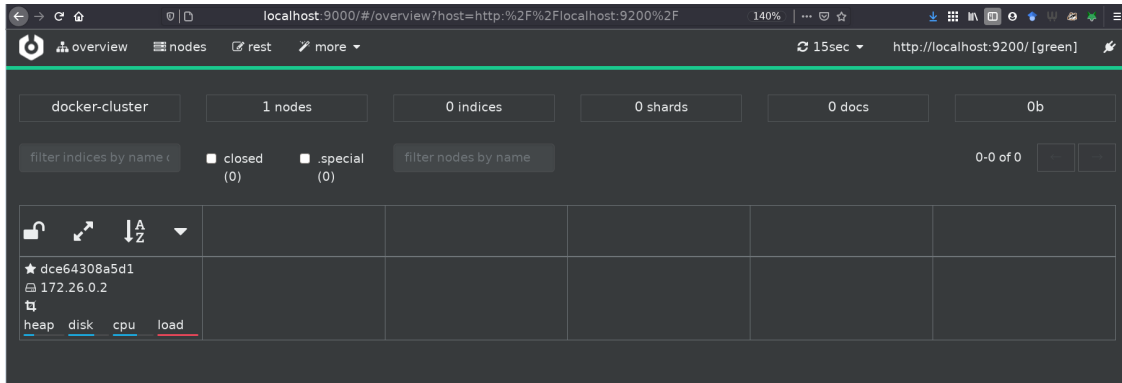 localhost:9000/#/overview?host=http:%2F%2Flocalhost:9200%2F 140%
overview nodes rest more 15sec http://localhost:9200/ [green]
docker-cluster 1 nodes 0 indices 0 shards 0 docs 0b
filter indices by name closed (0) .special (0) filter nodes by name 0-0 of 0
dce64308a5d1
172.26.0.2
heap disk cpu load